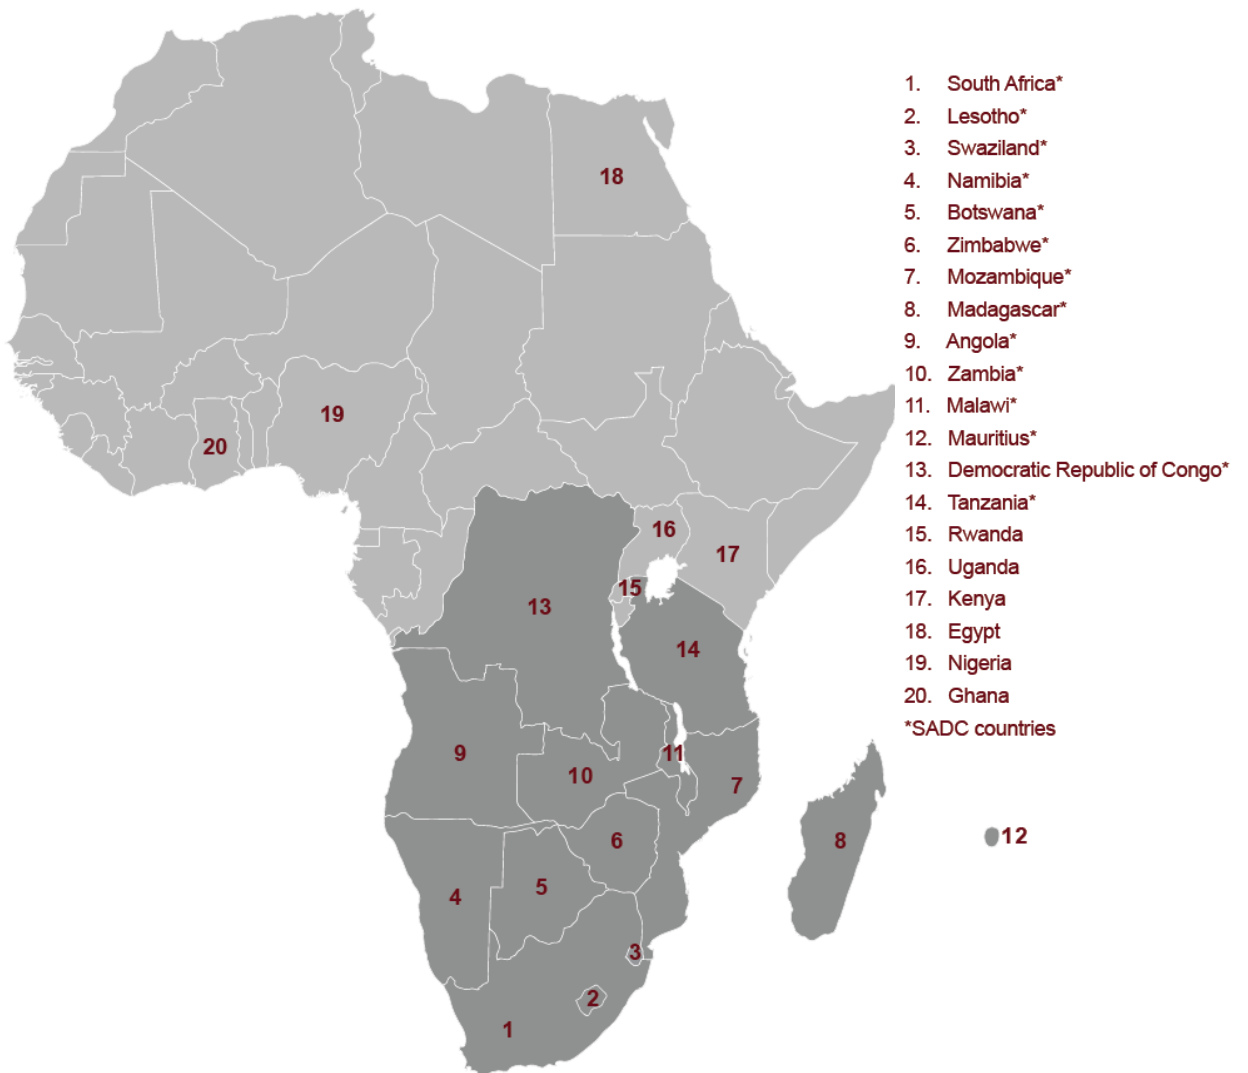 1. South Africa*
2. Lesotho*
3. Swaziland*
4. Namibia*
5. Botswana*
6. Zimbabwe*
7. Mozambique*
8. Madagascar*
9. Angola*
10. Zambia*
11. Malawi*
12. Mauritius*
13. Democratic Republic of Congo*
14. Tanzania*
15. Rwanda
16. Uganda
17. Kenya
18. Egypt
19. Nigeria
20. Ghana
*SADC countries
18
19
20
16
17
15
13
14
9
11
10
7
6
8
12
5
4
3
2
1